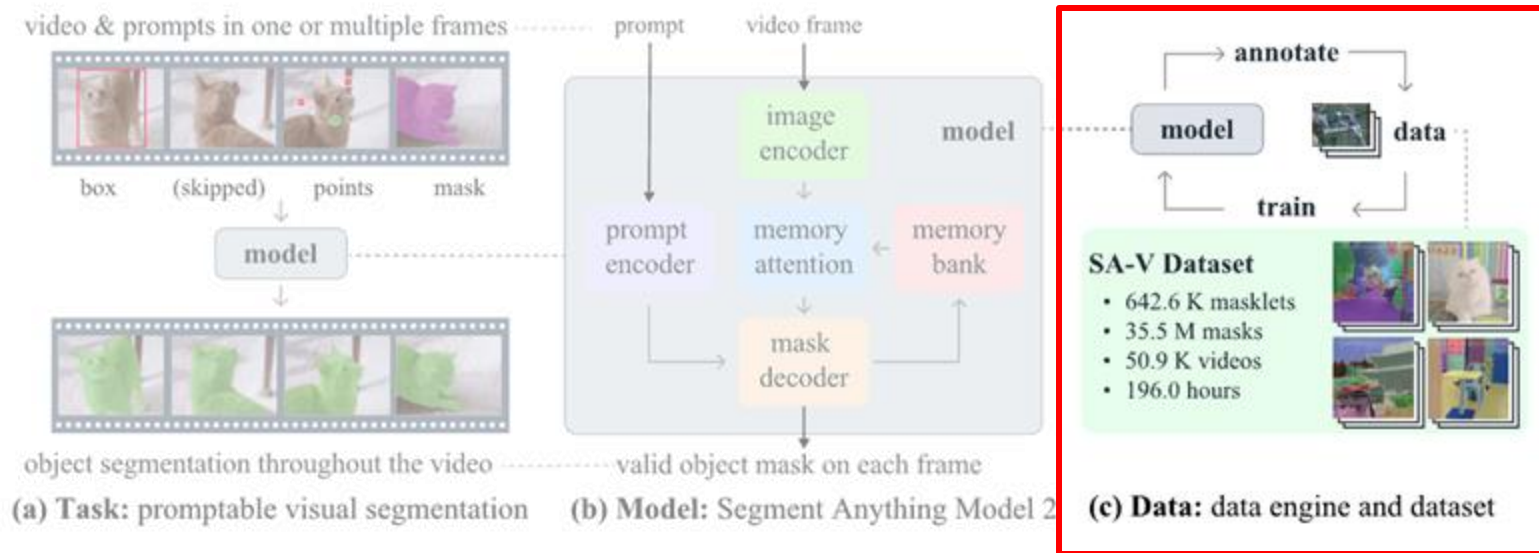 video & prompts in one or multiple frames
prompt
video frame
box
(skipped)
points
mask
model
image
encoder
model
prompt
encoder
memory
attention
memory
bank
mask
decoder
object segmentation throughout the video
valid object mask on each frame
(a) Task: promptable visual segmentation
(b) Model: Segment Anything Model 2
annotate
model
data
train
SA-V Dataset
• 642.6 K masklets
• 35.5 M masks
• 50.9 K videos
• 196.0 hours
(c) Data: data engine and dataset